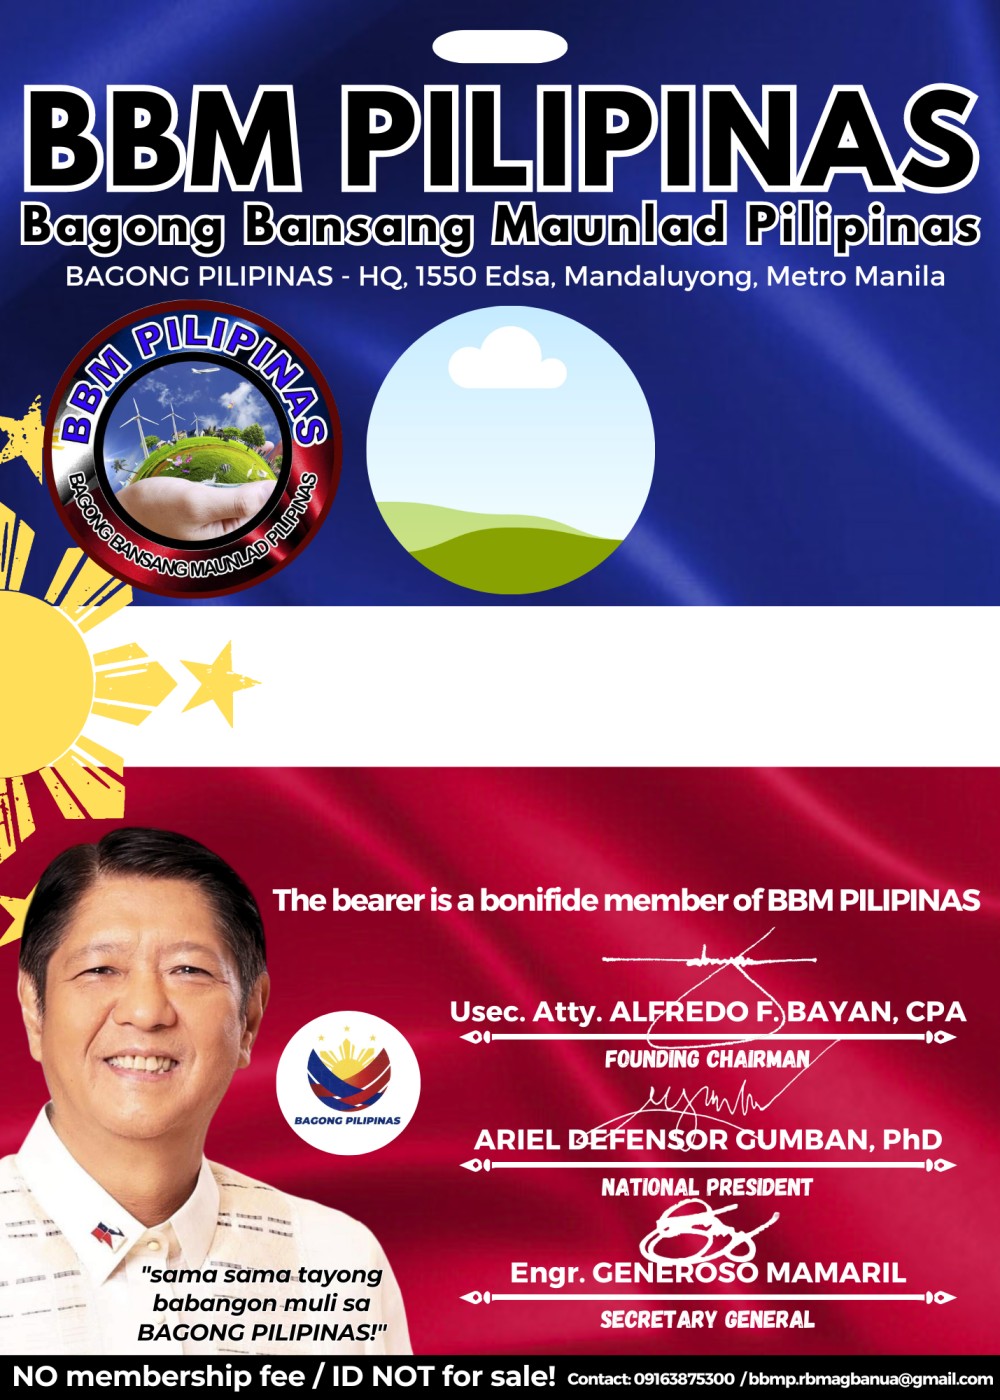 BBM PILIPINAS
Bagong Bansang Maunlad Pilipinas
BAGONG PILIPINAS - HQ, 1550 Edsa, Mandaluyong, Metro Manila
BBM PILIPINAS
BAGONG BANSANG MAUNLAD PILIPINAS
The bearer is a bonifide member of BBM PILIPINAS
Usec. Atty. ALFREDO F. BAYAN, CPA
FOUNDING CHAIRMAN
BAGONG PILIPINAS
ARIEL DEFENSOR GUMBAN, PhD
NATIONAL PRESIDENT
Engr. GENEROSO MAMARIL
SECRETARY GENERAL
"sama sama tayong
babangon muli sa
BAGONG PILIPINAS!"
NO membership fee / ID NOT for sale! Contact: 09163875300 /bbmp.rbmagbanua@gmail.com